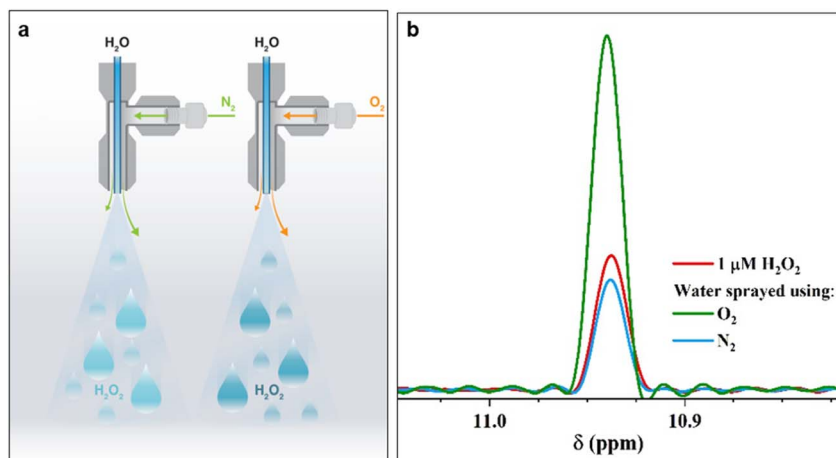 a
H₂O
H₂O
N₂
O₂
H₂O₂
H₂O₂
b
1 μM H₂O₂
Water sprayed using:
O₂
N₂
11.0
10.9
δ (ppm)